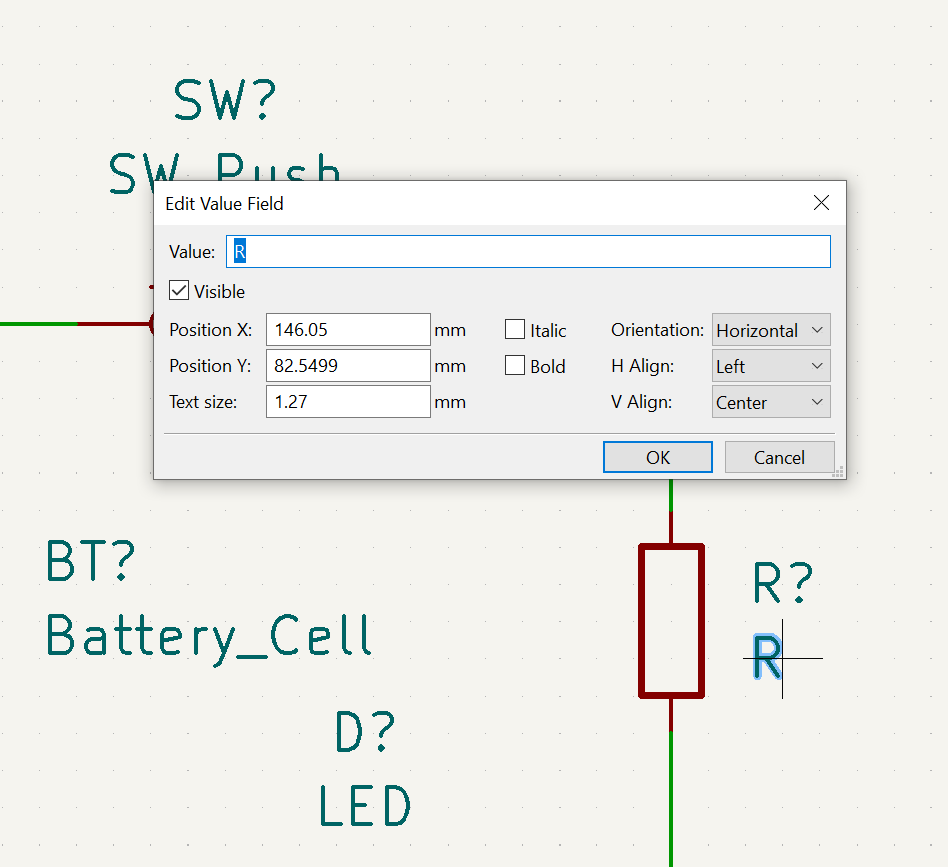 SW?
SW_Push
Edit Value Field
Value: R
Visible
Position X: 146.05 mm Italic Orientation: Horizontal
Position Y: 82.5499 mm Bold H Align: Left
Text size: 1.27 mm V Align: Center
OK Cancel
BT?
Battery_Cell
R?
R
D?
LED